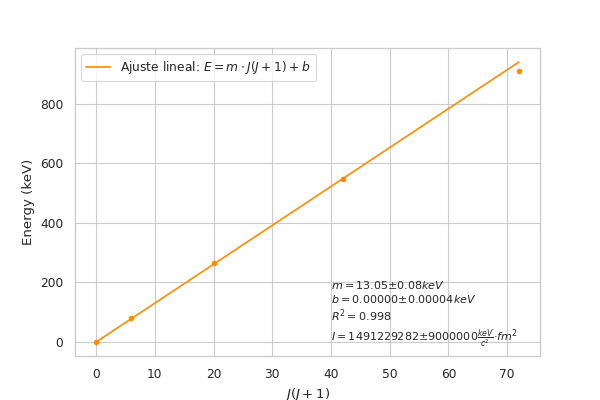 Ajuste lineal: E = m · J(J + 1) + b
Energy (keV)
800
600
400
200
0
m = 13.05±0.08keV
b = 0.00000±0.00004keV
R² = 0.998
I = 1491229282±9000000 keV/c² · fm²
0 10 20 30 40 50 60 70
J(J + 1)